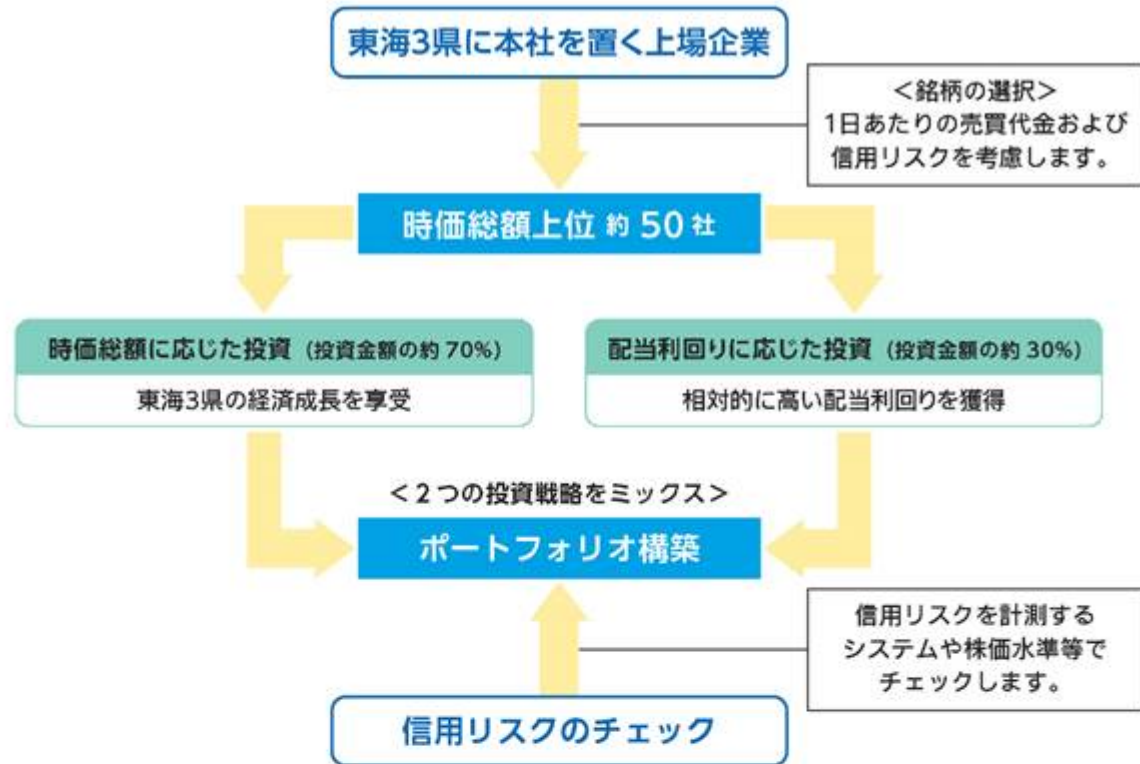 東海3県に本社を置く上場企業
＜銘柄の選択＞
1日あたりの売買代金および
信用リスクを考慮します。
時価総額上位 約 50 社
時価総額に応じた投資（投資金額の約 70%）
東海3県の経済成長を享受
配当利回りに応じた投資（投資金額の約 30%）
相対的に高い配当利回りを獲得
＜２つの投資戦略をミックス＞
ポートフォリオ構築
信用リスクを計測する
システムや株価水準等で
チェックします。
信用リスクのチェック